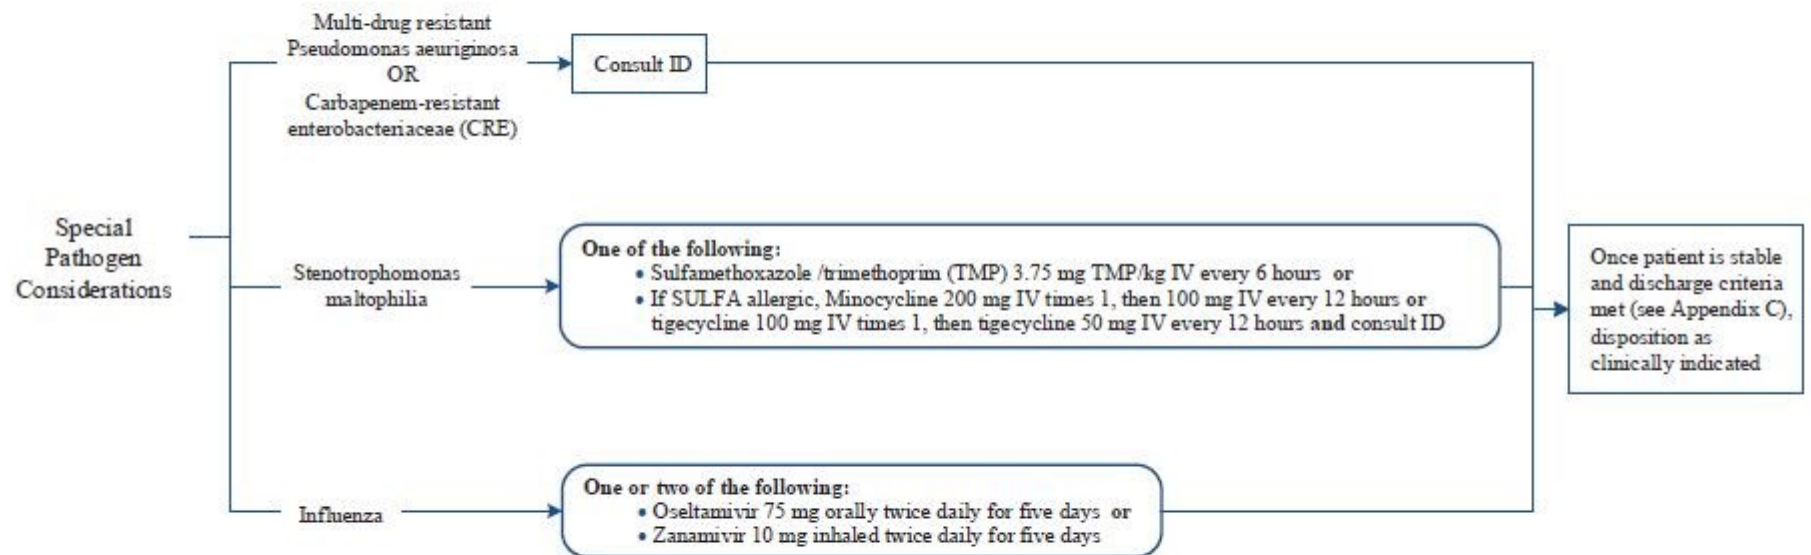 Multi-drug resistant
Pseudomonas aeuriginosa
OR
Carbapenem-resistant
enterobacteriaceae (CRE)
Consult ID
Special
Pathogen
Considerations
Stenotrophomonas
maltophilia
One of the following:
• Sulfamethoxazole /trimethoprim (TMP) 3.75 mg TMP/kg IV every 6 hours or
• If SULFA allergic, Minocycline 200 mg IV times 1, then 100 mg IV every 12 hours or
tigecycline 100 mg IV times 1, then tigecycline 50 mg IV every 12 hours and consult ID
Once patient is stable
and discharge criteria
met (see Appendix C),
disposition as
clinically indicated
Influenza
One or two of the following:
• Oseltamivir 75 mg orally twice daily for five days or
• Zanamivir 10 mg inhaled twice daily for five days